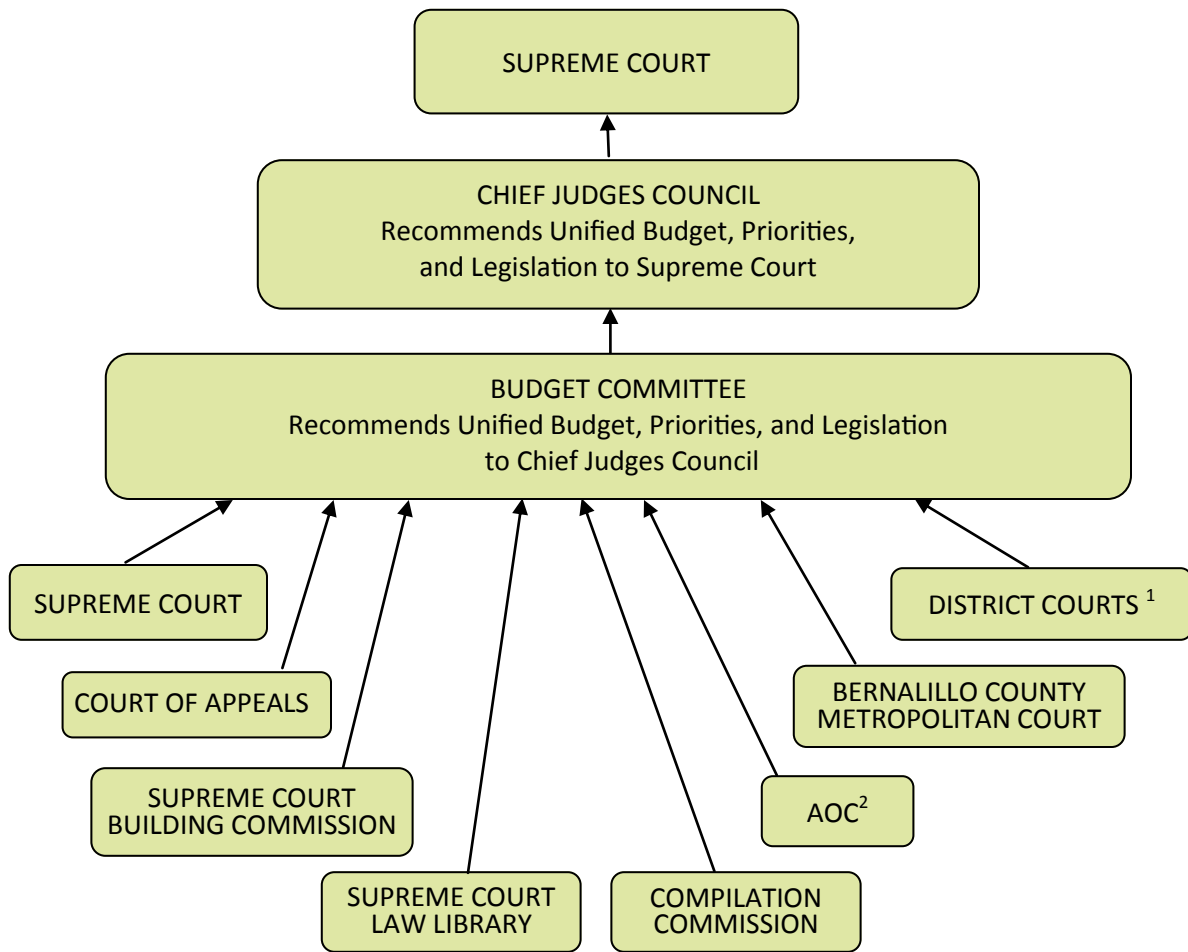 SUPREME COURT
CHIEF JUDGES COUNCIL
Recommends Unified Budget, Priorities,
and Legislation to Supreme Court
BUDGET COMMITTEE
Recommends Unified Budget, Priorities, and Legislation
to Chief Judges Council
SUPREME COURT
DISTRICT COURTS ¹
COURT OF APPEALS
BERNALILLO COUNTY
METROPOLITAN COURT
SUPREME COURT
BUILDING COMMISSION
AOC²
SUPREME COURT
LAW LIBRARY
COMPILATION
COMMISSION